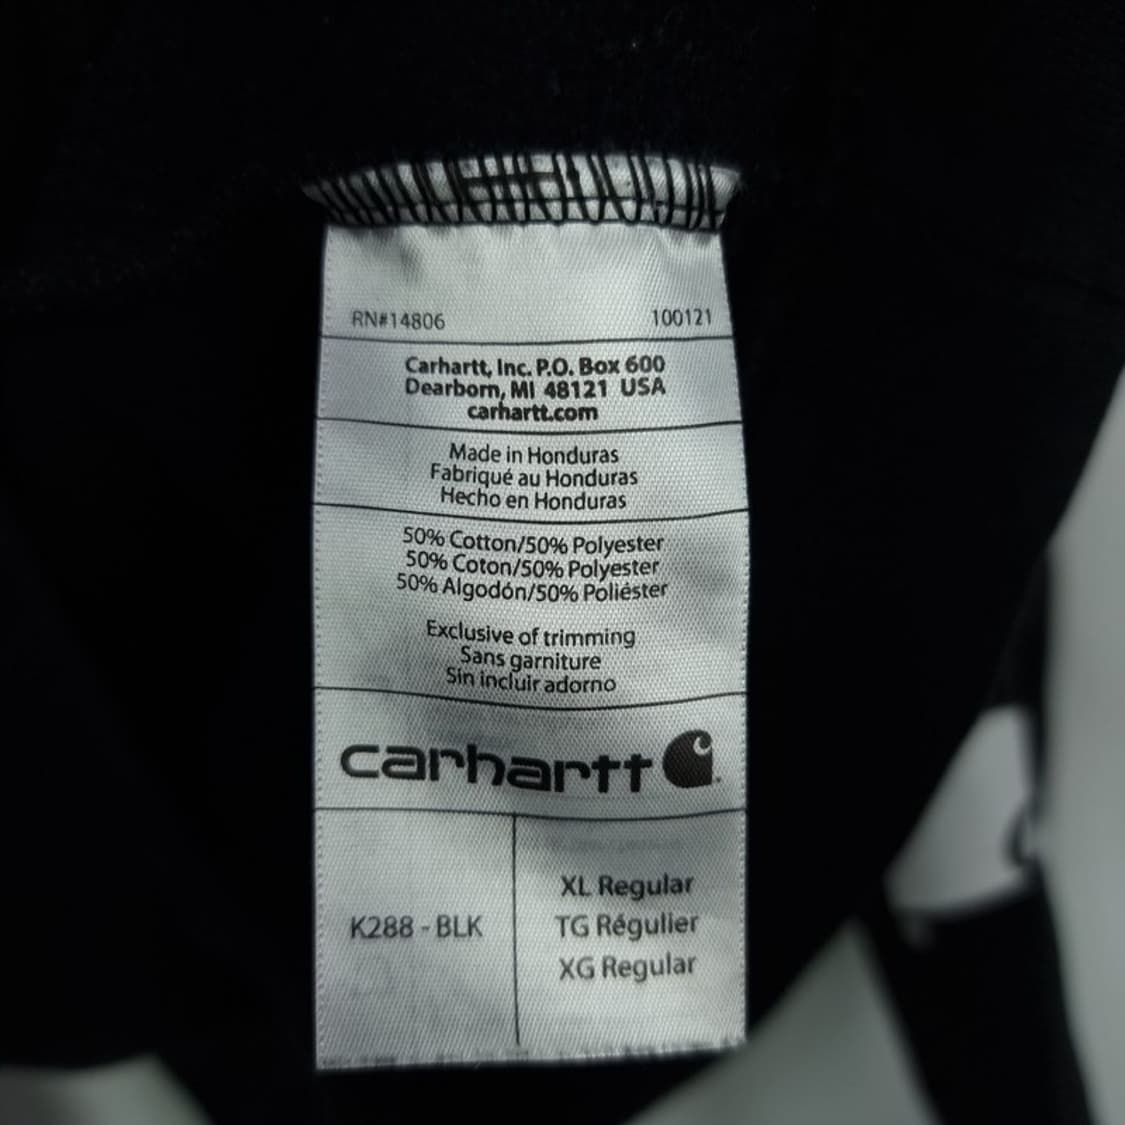 RN#14806 100121
Carhartt, Inc. P.O. Box 600
Dearborn, MI 48121 USA
carhartt.com
Made in Honduras
Fabriqué au Honduras
Hecho en Honduras
50% Cotton/50% Polyester
50% Coton/50% Polyester
50% Algodón/50% Poliéster
Exclusive of trimming
Sans garniture
Sin incluir adorno
carhartt
K288 - BLK
XL Regular
TG Régulier
XG Regular